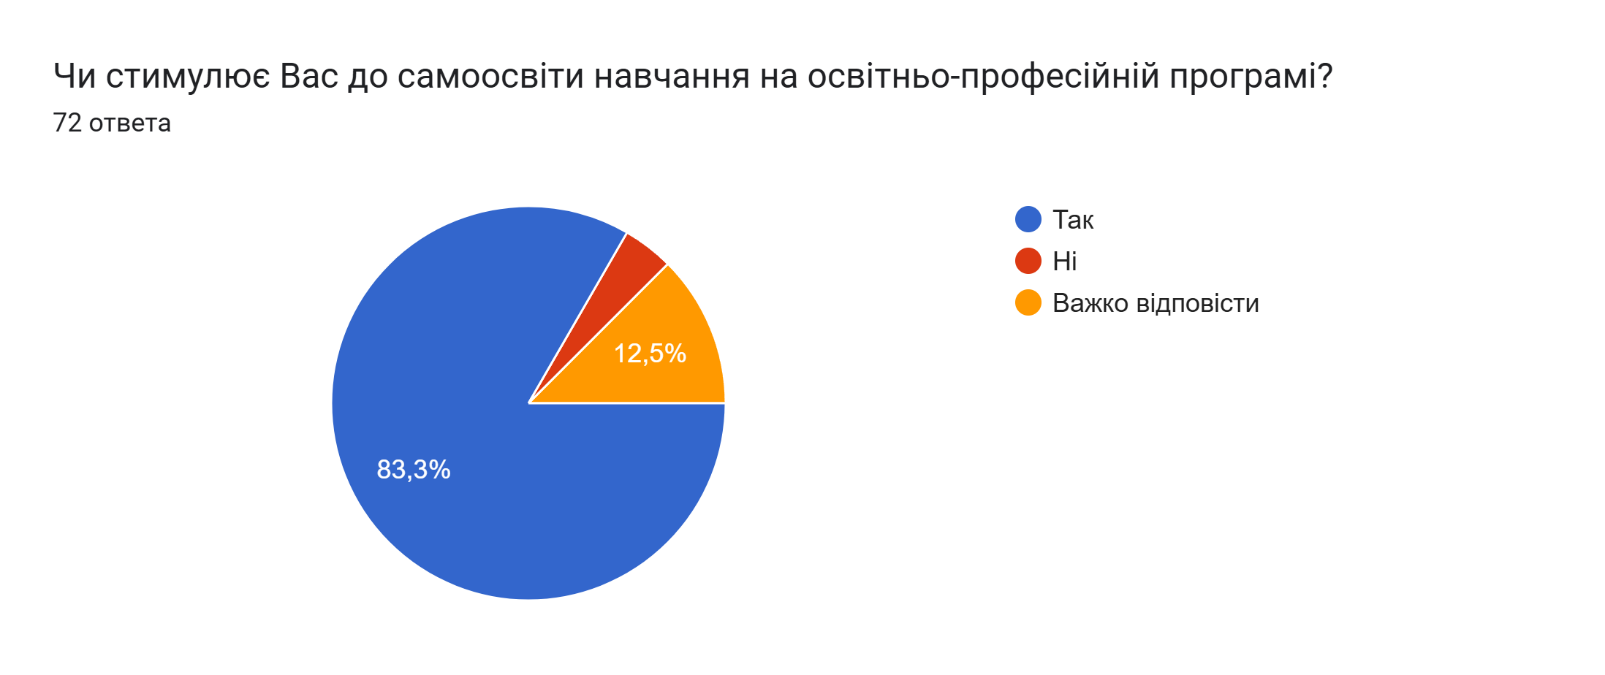 Чи стимулює Вас до самоосвіти навчання на освітньо-професійній програмі?
72 ответа
Так
Ні
Важко відповісти
12,5%
83,3%